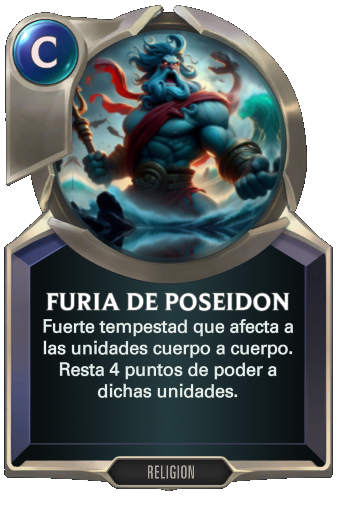 C
FURIA DE POSEIDON
Fuerte tempestad que afecta a
las unidades cuerpo a cuerpo.
Resta 4 puntos de poder a
dichas unidades.
RELIGION